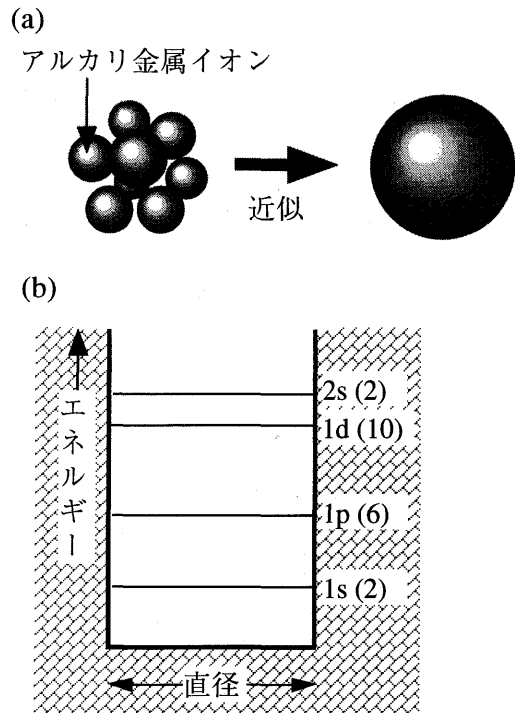 (a)
アルカリ金属イオン
近似
(b)
エネルギー
2s (2)
1d (10)
1p (6)
1s (2)
直径